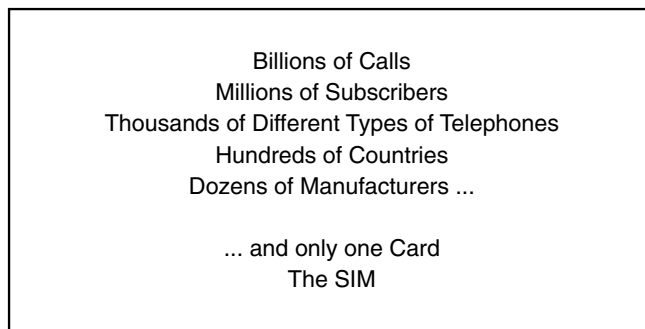 Billions of Calls
Millions of Subscribers
Thousands of Different Types of Telephones
Hundreds of Countries
Dozens of Manufacturers ...
... and only one Card
The SIM